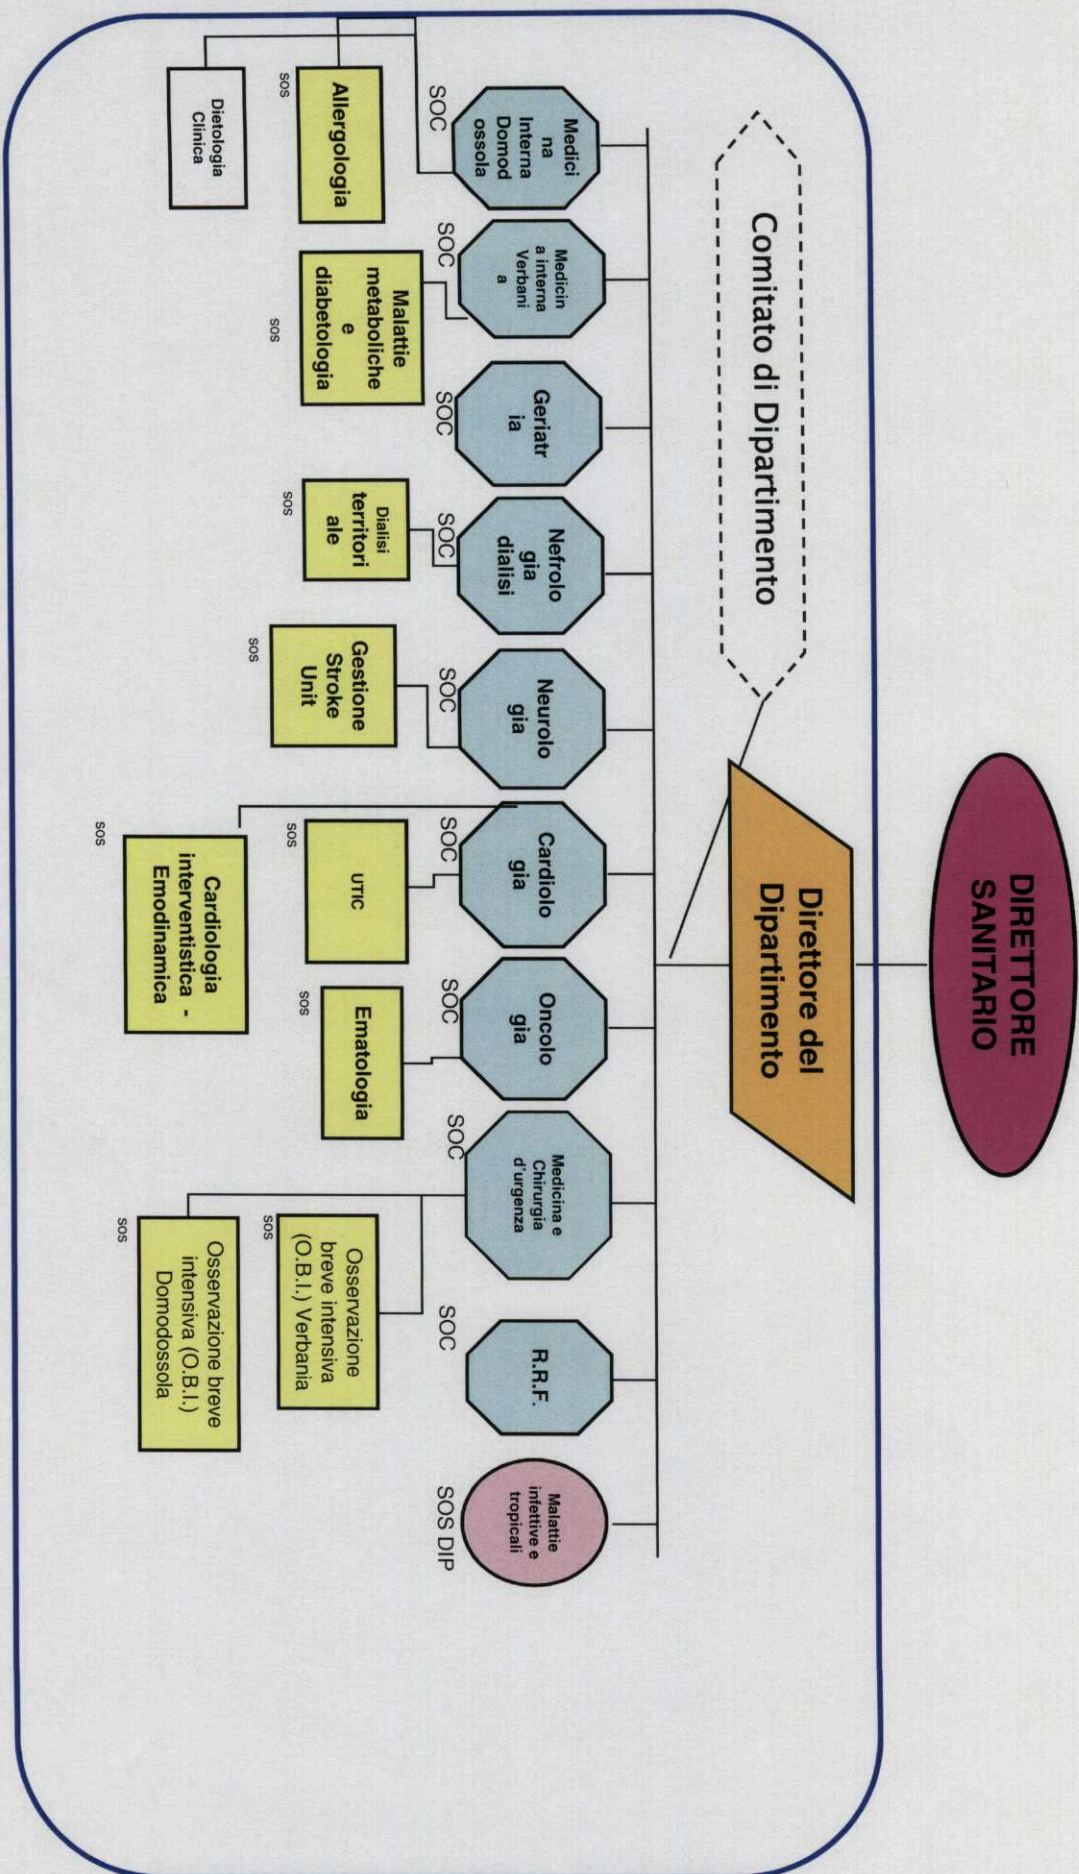 DIRETTORE
SANITARIO
Direttore del
Dipartimento
Comitato di Dipartimento
Medici
na
Interna
Domod
ossola
SOC
Medicin
a interna
Verbani
a
SOC
Geriatr
ia
SOC
Nefrolo
gia
dialisi
SOC
Neurolo
gia
SOC
Cardiolo
gia
SOC
Oncolo
gia
SOC
Medicina e
Chirurgia
d'urgenza
SOC
R.R.F.
SOC
Malattie
infettive e
tropicali
SOS DIP
Allergologia
SOS
Dietologia
Clinica
Malattie
metaboliche
e
diabetologia
SOS
Dialisi
territori
ale
SOS
Gestione
Stroke
Unit
SOS
UTIC
SOS
Cardiologia
interventistica -
Emodinamica
SOS
Ematologia
SOS
Osservazione
breve intensiva
(O.B.I.) Verbania
SOS
Osservazione breve
intensiva (O.B.I.)
Domodossola
SOS